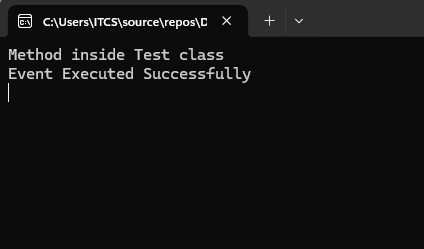 C:\Users\ITCS\source\repos\D
Method inside Test class
Event Executed Successfully